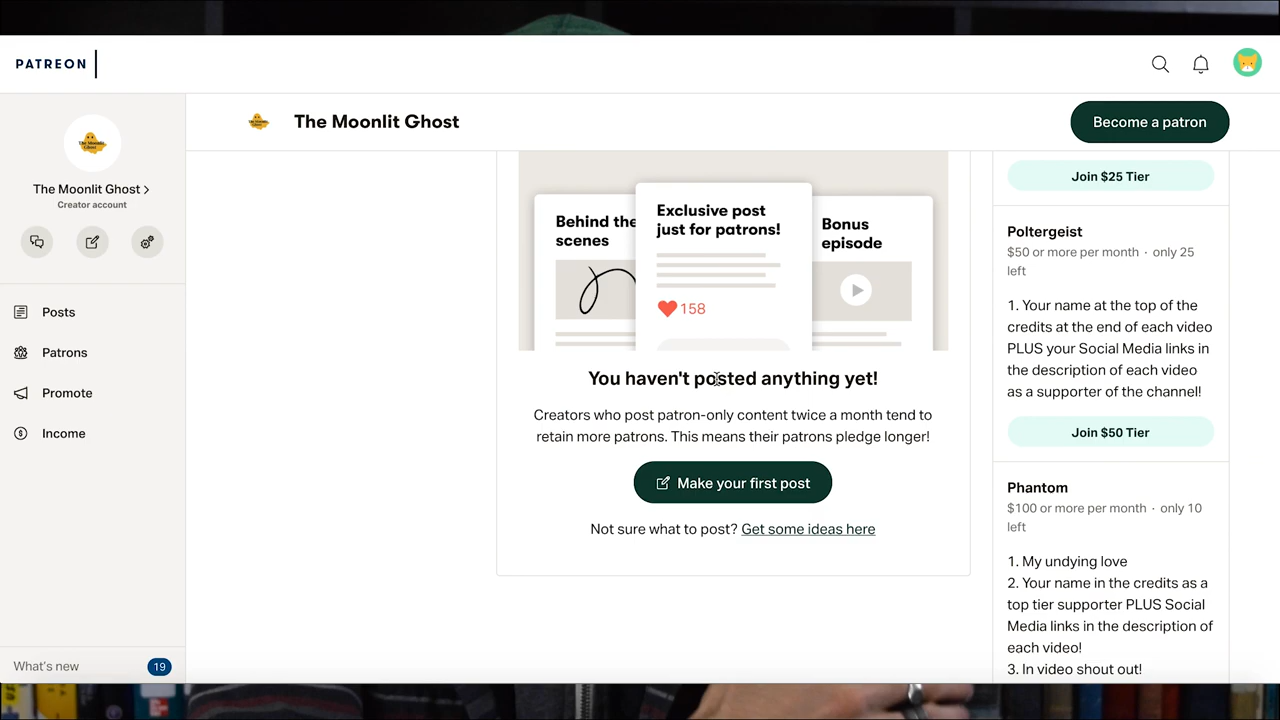 PATREON
The Moonlit Ghost
Creator account
Posts
Patrons
Promote
Income
What's new
19
The Moonlit Ghost
Become a patron
Behind the
scenes
Exclusive post
just for patrons!
158
Bonus
episode
You haven't posted anything yet!
Creators who post patron-only content twice a month tend to
retain more patrons. This means their patrons pledge longer!
Make your first post
Not sure what to post? Get some ideas here
Join $25 Tier
Poltergeist
$50 or more per month · only 25
left
1. Your name at the top of the
credits at the end of each video
PLUS your Social Media links in
the description of each video
as a supporter of the channel!
Join $50 Tier
Phantom
$100 or more per month · only 10
left
1. My undying love
2. Your name in the credits as a
top tier supporter PLUS Social
Media links in the description of
each video!
3. In video shout out!